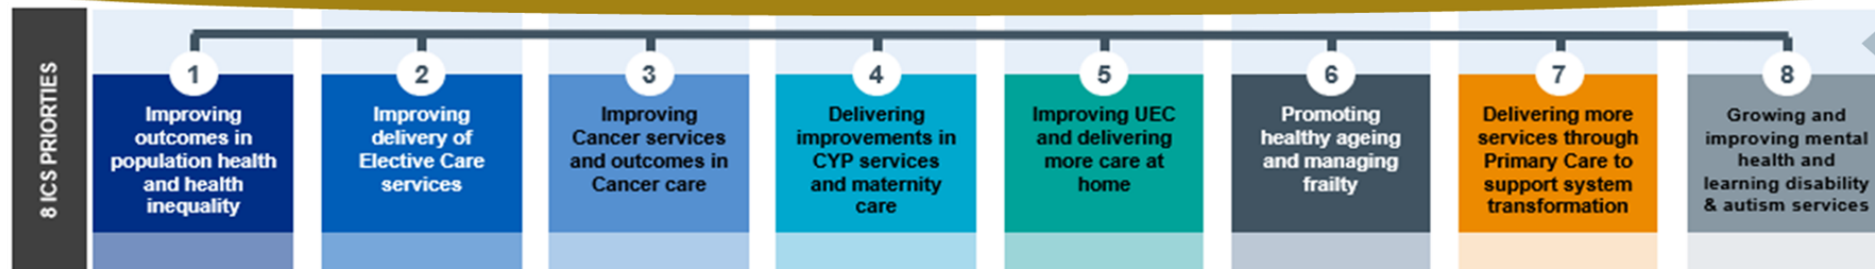 8 ICS PRIORTIES
1
Improving
outcomes in
population health
and health
inequality
2
Improving
delivery of
Elective Care
services
3
Improving
Cancer services
and outcomes in
Cancer care
4
Delivering
improvements in
CYP services
and maternity
care
5
Improving UEC
and delivering
more care at
home
6
Promoting
healthy ageing
and managing
frailty
7
Delivering more
services through
Primary Care to
support system
transformation
8
Growing and
improving mental
health and
learning disability
& autism services